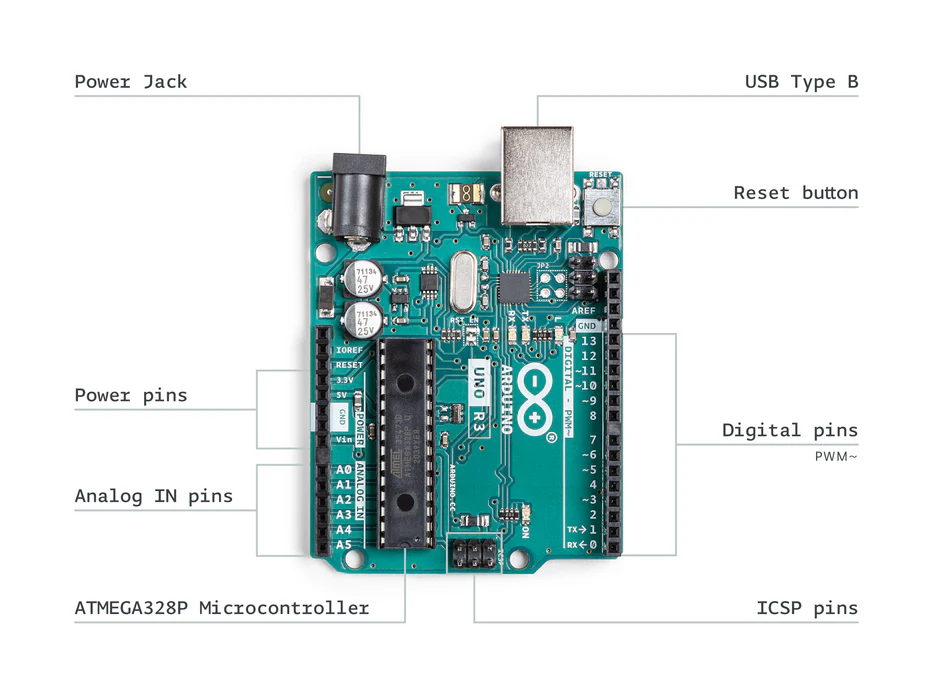 Power Jack
USB Type B
RESET
Reset button
71134
47
25V
71134
47
25V
JP2
AREF
GND
RST EN
RX
TX
L
13
12
~11
~10
~9
8
7
~6
~5
4
~3
2
TX→1
RX←0
DIGITAL - PWM~
IOREF
RESET
3.3V
5V
GND
Vin
POWER
Power pins
A0
A1
A2
A3
A4
A5
ANALOG IN
Analog IN pins
UNO R3
ARDUINO
®
Digital pins
PWM~
ARDUINO.CC
ON
ICSP
ATMEGA328P Microcontroller
ICSP pins